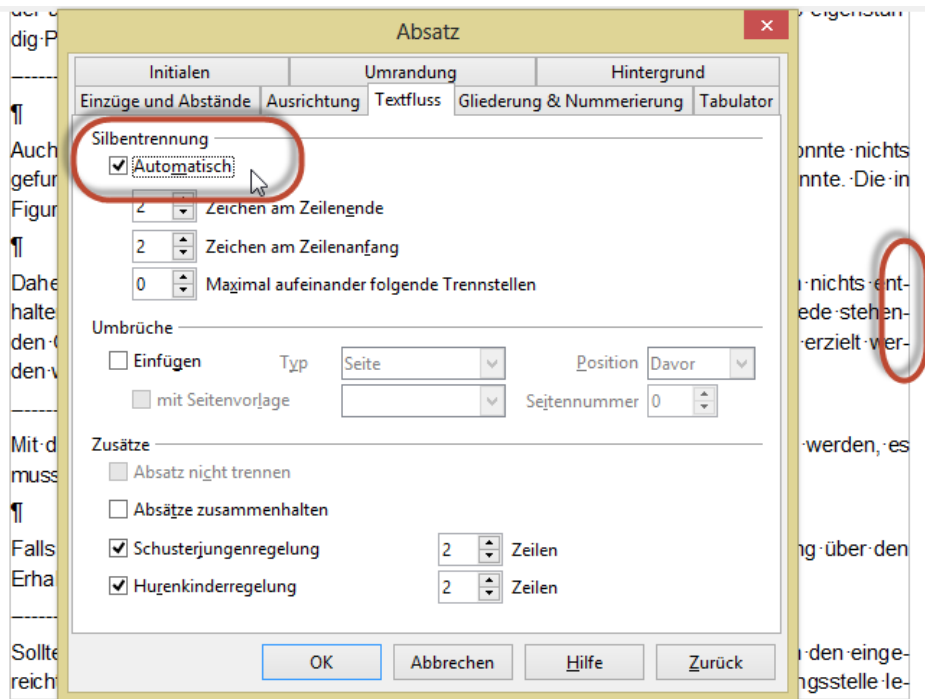 dig·P
Absatz
Initialen Umrandung Hintergrund
Einzüge und Abstände Ausrichtung Textfluss Gliederung & Nummerierung Tabulator
¶
Silbentrennung
Auch onnte·nichts
Automatisch
gefun nnte.·Die·in
2 Zeichen am Zeilenende
Figur
¶ 2 Zeichen am Zeilenanfang
Dahe 0 Maximal aufeinander folgende Trennstellen nichts·ent-
halte ede·stehen-
Umbrüche
den· erzielt·wer-
Einfügen Typ Seite Position Davor
den·
mit Seitenvorlage Seitennummer 0
Zusätze
Mit·d ·werden,·es
Absatz nicht trennen
muss
¶ Absätze zusammenhalten
Falls Schusterjungenregelung 2 Zeilen ng·über·den
Erhal Hurenkinderregelung 2 Zeilen
Sollte OK Abbrechen Hilfe Zurück ·den·einge-
reich ngsstelle·le-